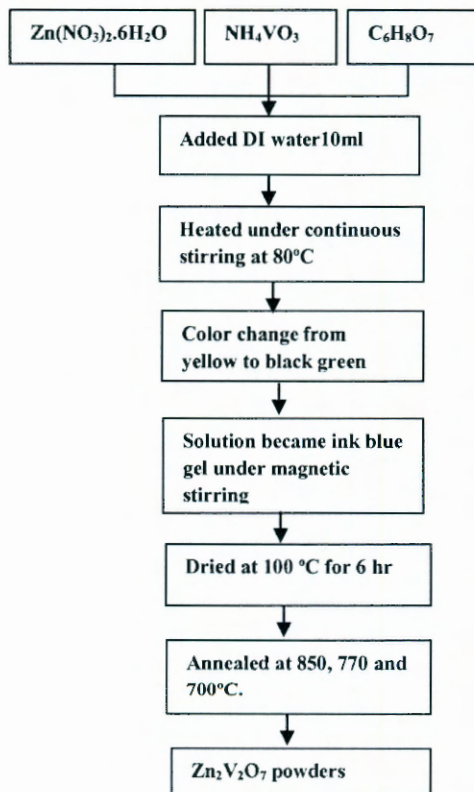 Zn(NO₃)₂.6H₂O
NH₄VO₃
C₆H₈O₇
Added DI water10ml
Heated under continuous
stirring at 80°C
Color change from
yellow to black green
Solution became ink blue
gel under magnetic
stirring
Dried at 100 °C for 6 hr
Annealed at 850, 770 and
700°C.
Zn₂V₂O₇ powders